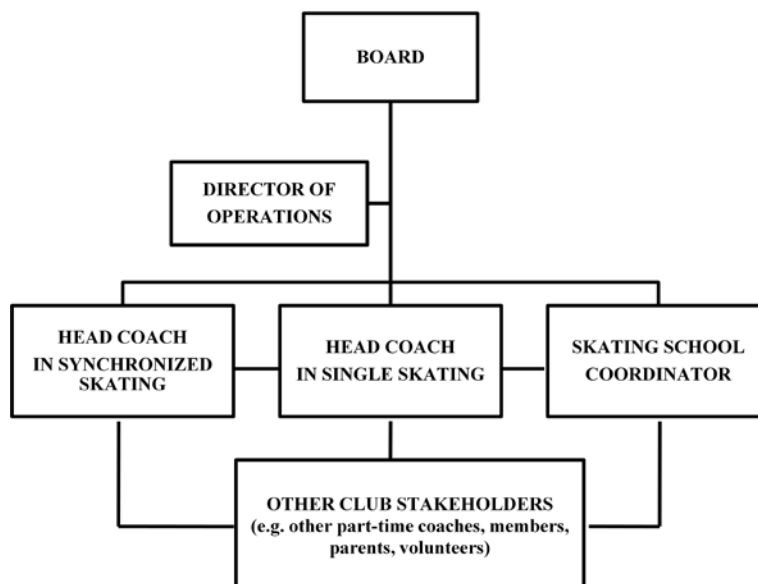 BOARD
DIRECTOR OF
OPERATIONS
HEAD COACH
IN SYNCHRONIZED
SKATING
HEAD COACH
IN SINGLE SKATING
SKATING SCHOOL
COORDINATOR
OTHER CLUB STAKEHOLDERS
(e.g. other part-time coaches, members,
parents, volunteers)